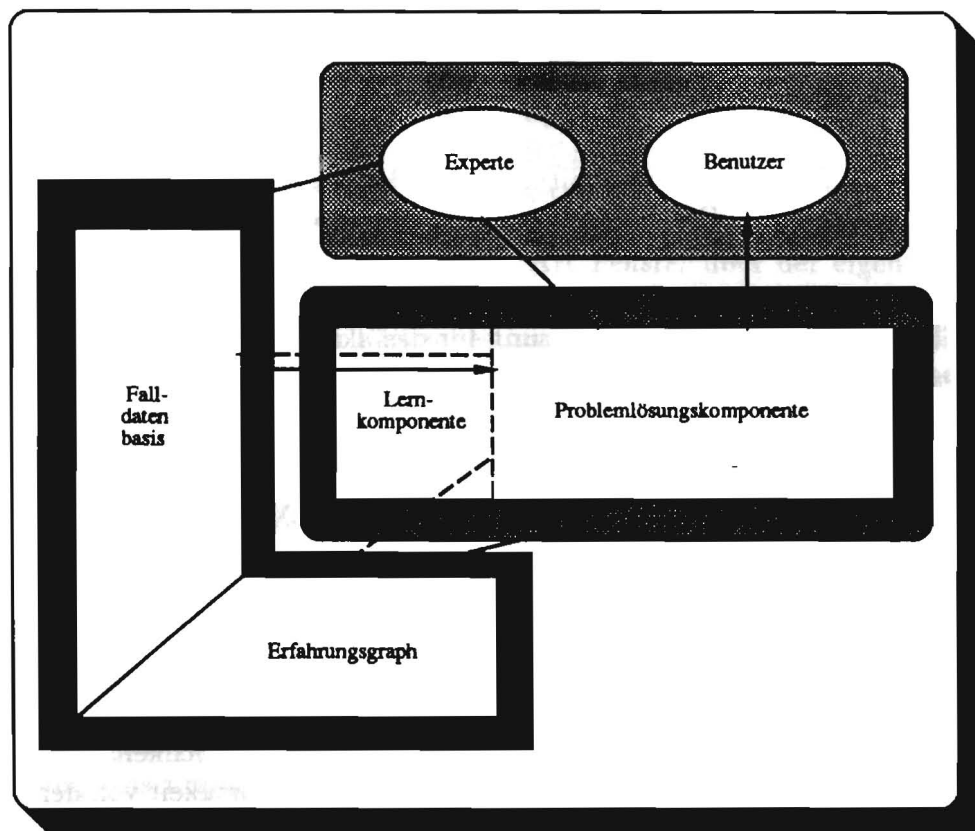 Experte
Benutzer
Fall-
daten
basis
Lern-
komponente
Problemlösungskomponente
Erfahrungsgraph